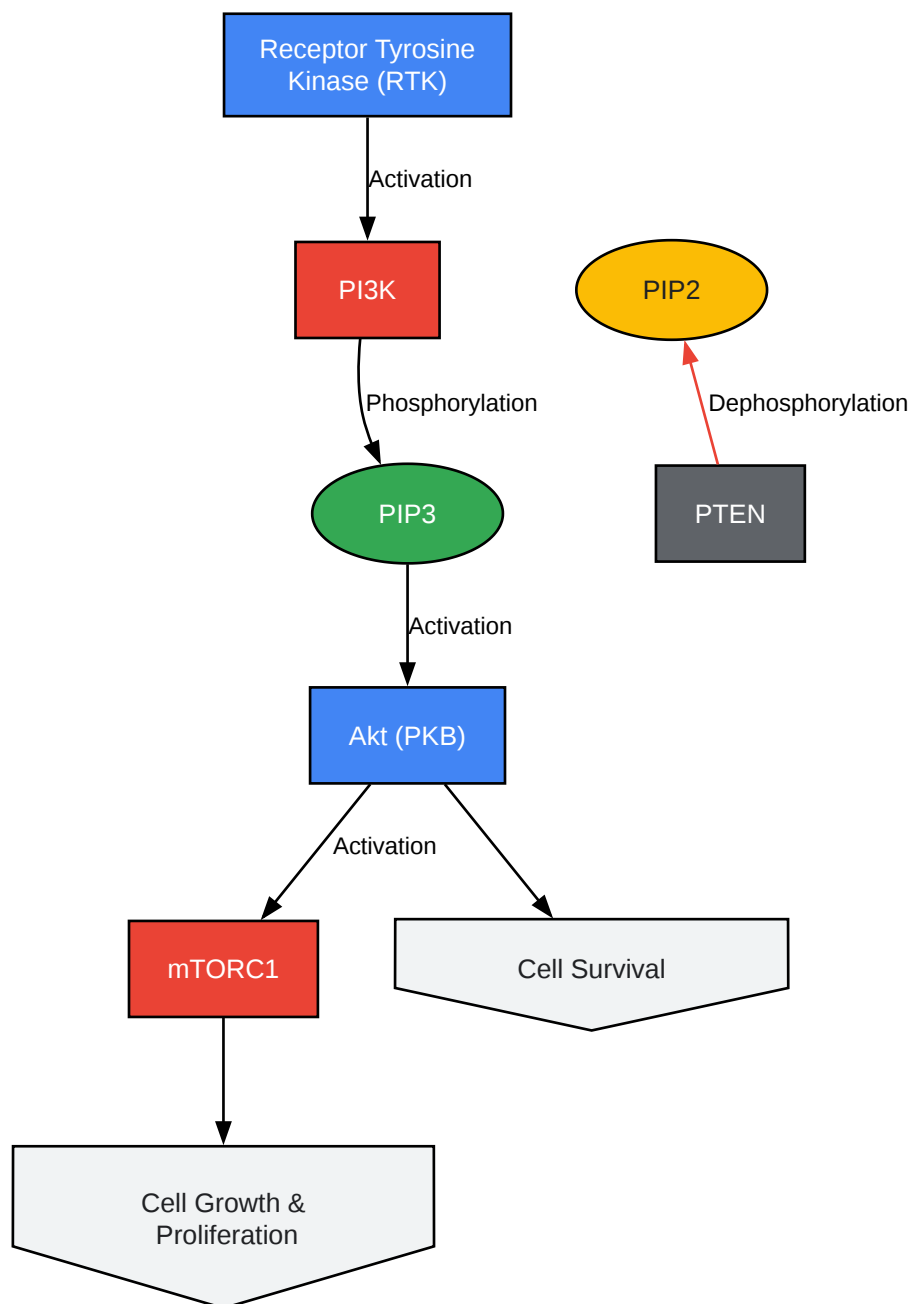 Receptor Tyrosine
Kinase (RTK)
Activation
PI3K
PIP2
Phosphorylation
Dephosphorylation
PIP3
PTEN
Activation
Akt (PKB)
Activation
mTORC1
Cell Survival
Cell Growth &
Proliferation